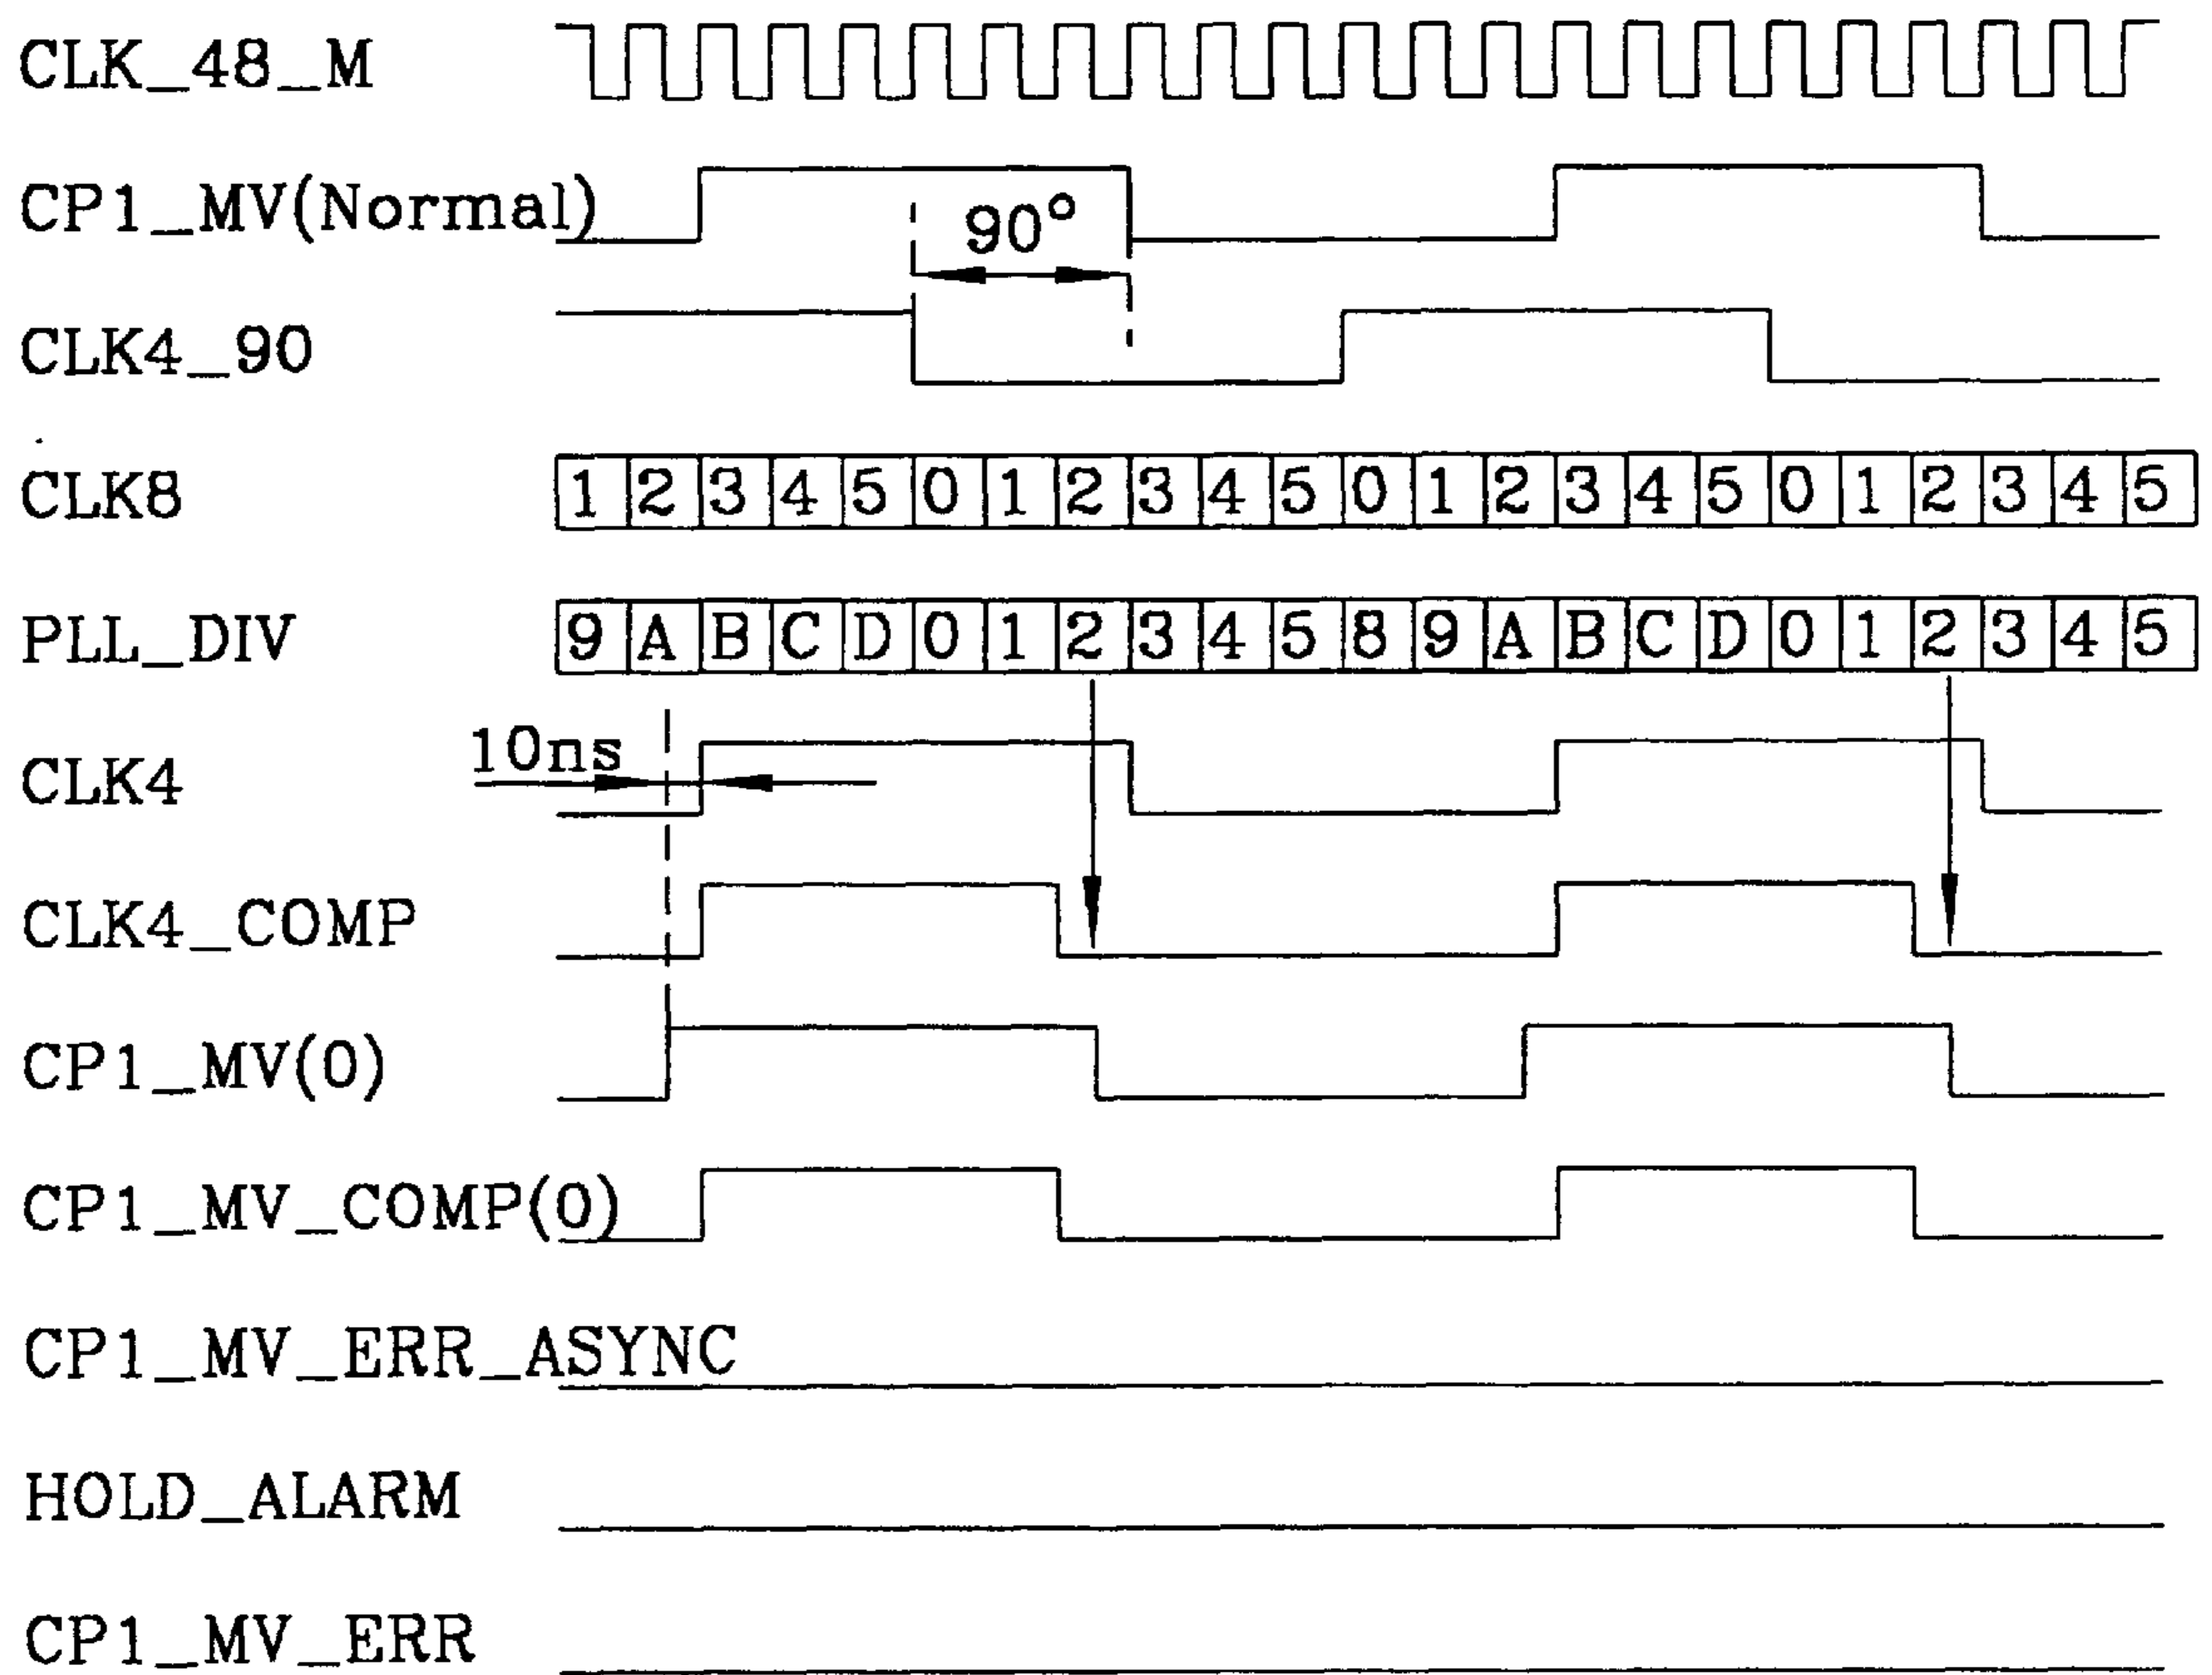 CLK_48_M
CP1_MV(Normal)
90°
CLK4_90
CLK8 1 2 3 4 5 0 1 2 3 4 5 0 1 2 3 4 5 0 1 2 3 4 5
PLL_DIV 9 A B C D 0 1 2 3 4 5 8 9 A B C D 0 1 2 3 4 5
10ns
CLK4
CLK4_COMP
CP1_MV(0)
CP1_MV_COMP(0)
CP1_MV_ERR_ASYNC
HOLD_ALARM
CP1_MV_ERR